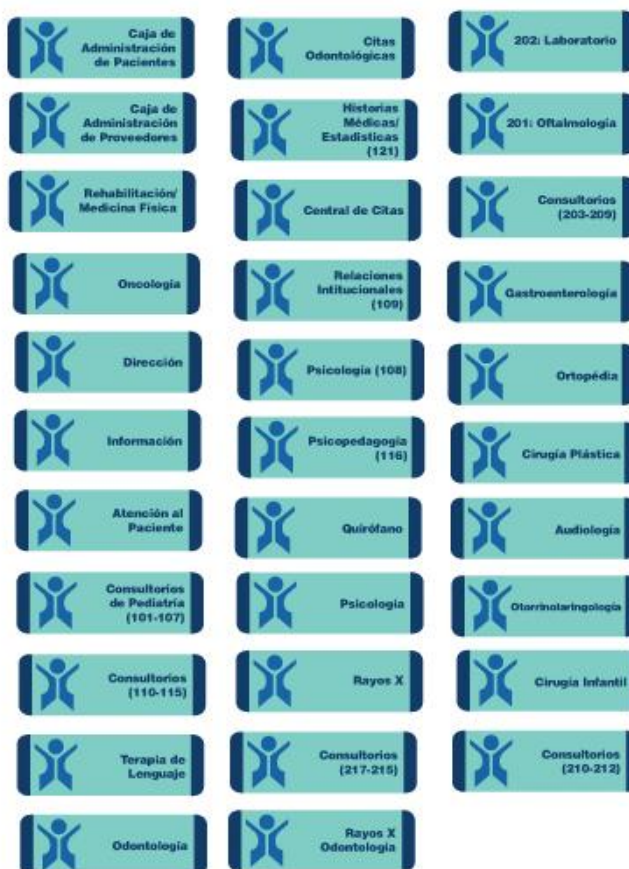 Caja de
Administración
de Pacientes
Caja de
Administración
de Proveedores
Rehabilitación/
Medicina Física
Oncología
Dirección
Información
Atención al
Paciente
Consultorios
de Pediatría
(101-107)
Consultorios
(110-115)
Terapia de
Lenguaje
Odontología
Citas
Odontológicas
Historias
Médicas/
Estadisticas
(121)
Central de Citas
Relaciones
Intitucionales
(109)
Psicología (108)
Psicopedagogía
(116)
Quirófano
Psicología
Rayos X
Consultorios
(217-215)
Rayos X
Odontología
202: Laboratorio
201: Oftalmología
Consultorios
(203-209)
Gastroenterología
Ortopédia
Cirugía Plástica
Audiología
Otorrinolaringología
Cirugía Infantil
Consultorios
(210-212)